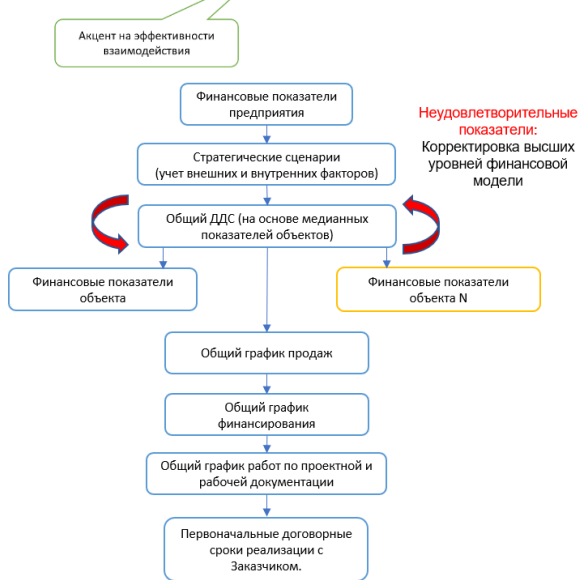 Акцент на эффективности
взаимодействия
Финансовые показатели
предприятия
Неудовлетворительные
показатели:
Корректировка высших
уровней финансовой
модели
Стратегические сценарии
(учет внешних и внутренних факторов)
Общий ДДС (на основе медианных
показателей объектов)
Финансовые показатели
объекта
Финансовые показатели
объекта N
Общий график продаж
Общий график
финансирования
Общий график работ по проектной и
рабочей документации
Первоначальные договорные
сроки реализации с
Заказчиком.